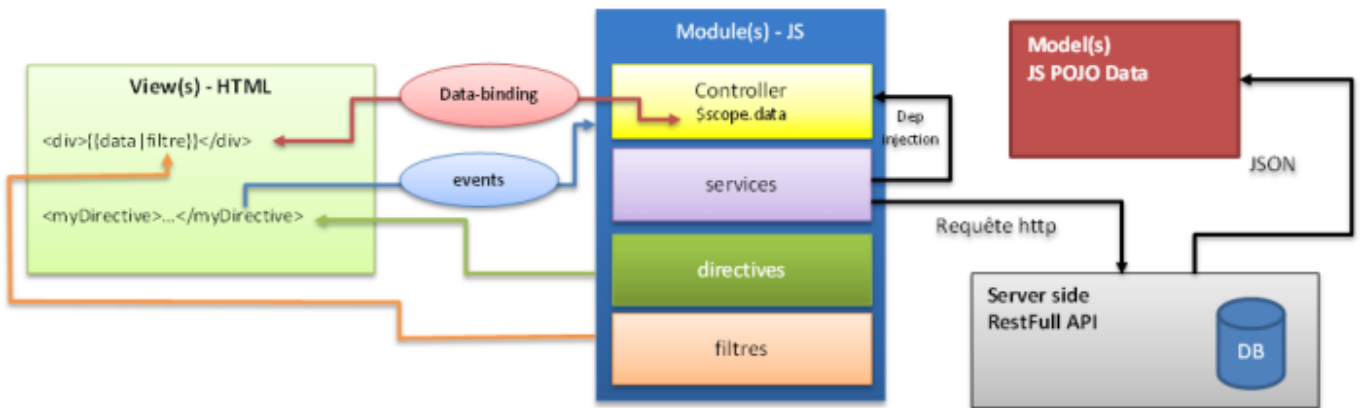 View(s) - HTML
<div>{{data|filtre}}</div>
<myDirective>...</myDirective>
Data-binding
events
Module(s) - JS
Controller
$scope.data
services
directives
filtres
Dep
injection
Model(s)
JS POJO Data
JSON
Requête http
Server side
RestFull API
DB